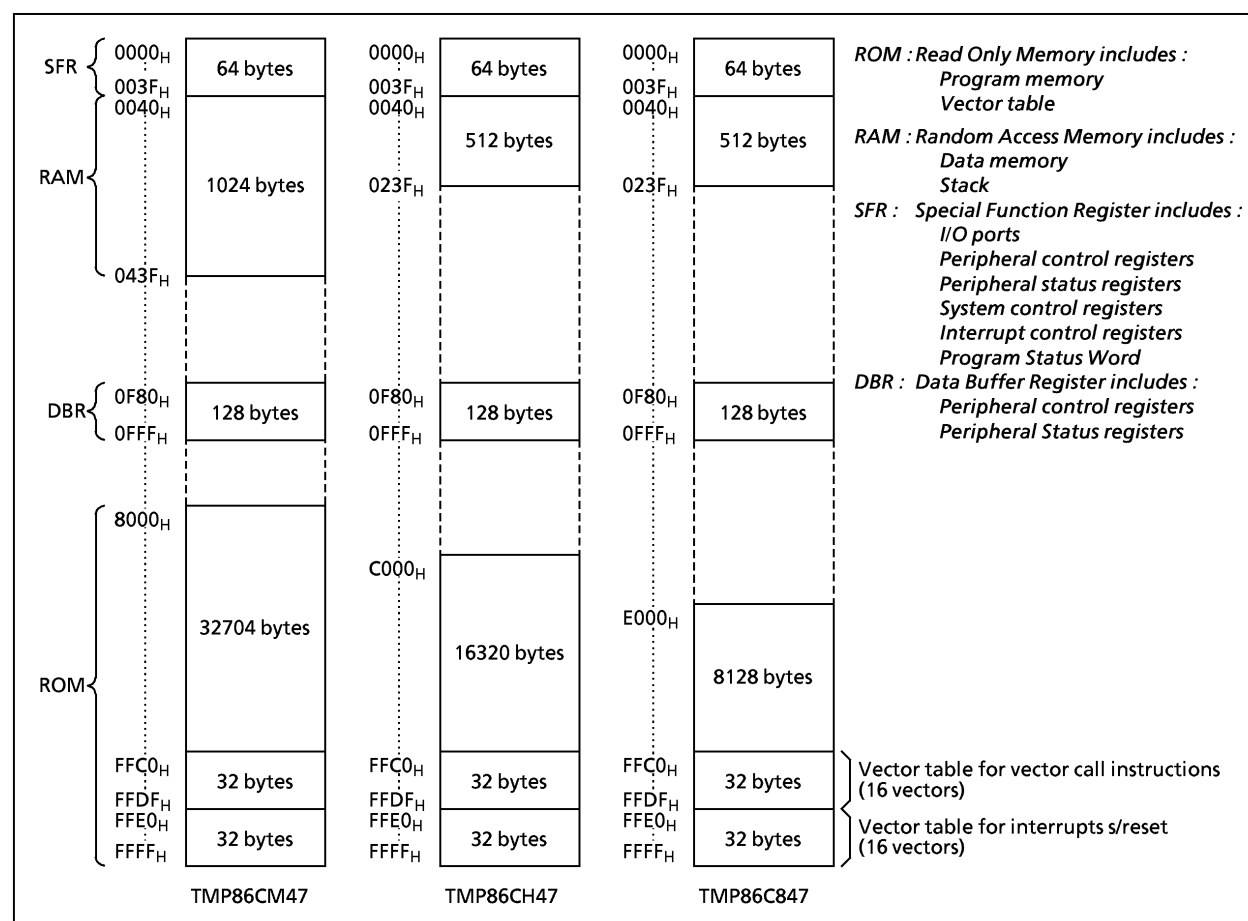 SFR
RAM
DBR
ROM
0000H
003FH
0040H
043FH
0F80H
0FFFH
8000H
FFC0H
FFDFH
FFE0H
FFFFH
64 bytes
1024 bytes
128 bytes
32704 bytes
32 bytes
32 bytes
TMP86CM47
0000H
003FH
0040H
023FH
0F80H
0FFFH
C000H
FFC0H
FFDFH
FFE0H
FFFFH
64 bytes
512 bytes
128 bytes
16320 bytes
32 bytes
32 bytes
TMP86CH47
0000H
003FH
0040H
023FH
0F80H
0FFFH
E000H
FFC0H
FFDFH
FFE0H
FFFFH
64 bytes
512 bytes
128 bytes
8128 bytes
32 bytes
32 bytes
TMP86C847
ROM : Read Only Memory includes :
Program memory
Vector table
RAM : Random Access Memory includes :
Data memory
Stack
SFR : Special Function Register includes :
I/O ports
Peripheral control registers
Peripheral status registers
System control registers
Interrupt control registers
Program Status Word
DBR : Data Buffer Register includes :
Peripheral control registers
Peripheral Status registers
Vector table for vector call instructions
(16 vectors)
Vector table for interrupts s/reset
(16 vectors)